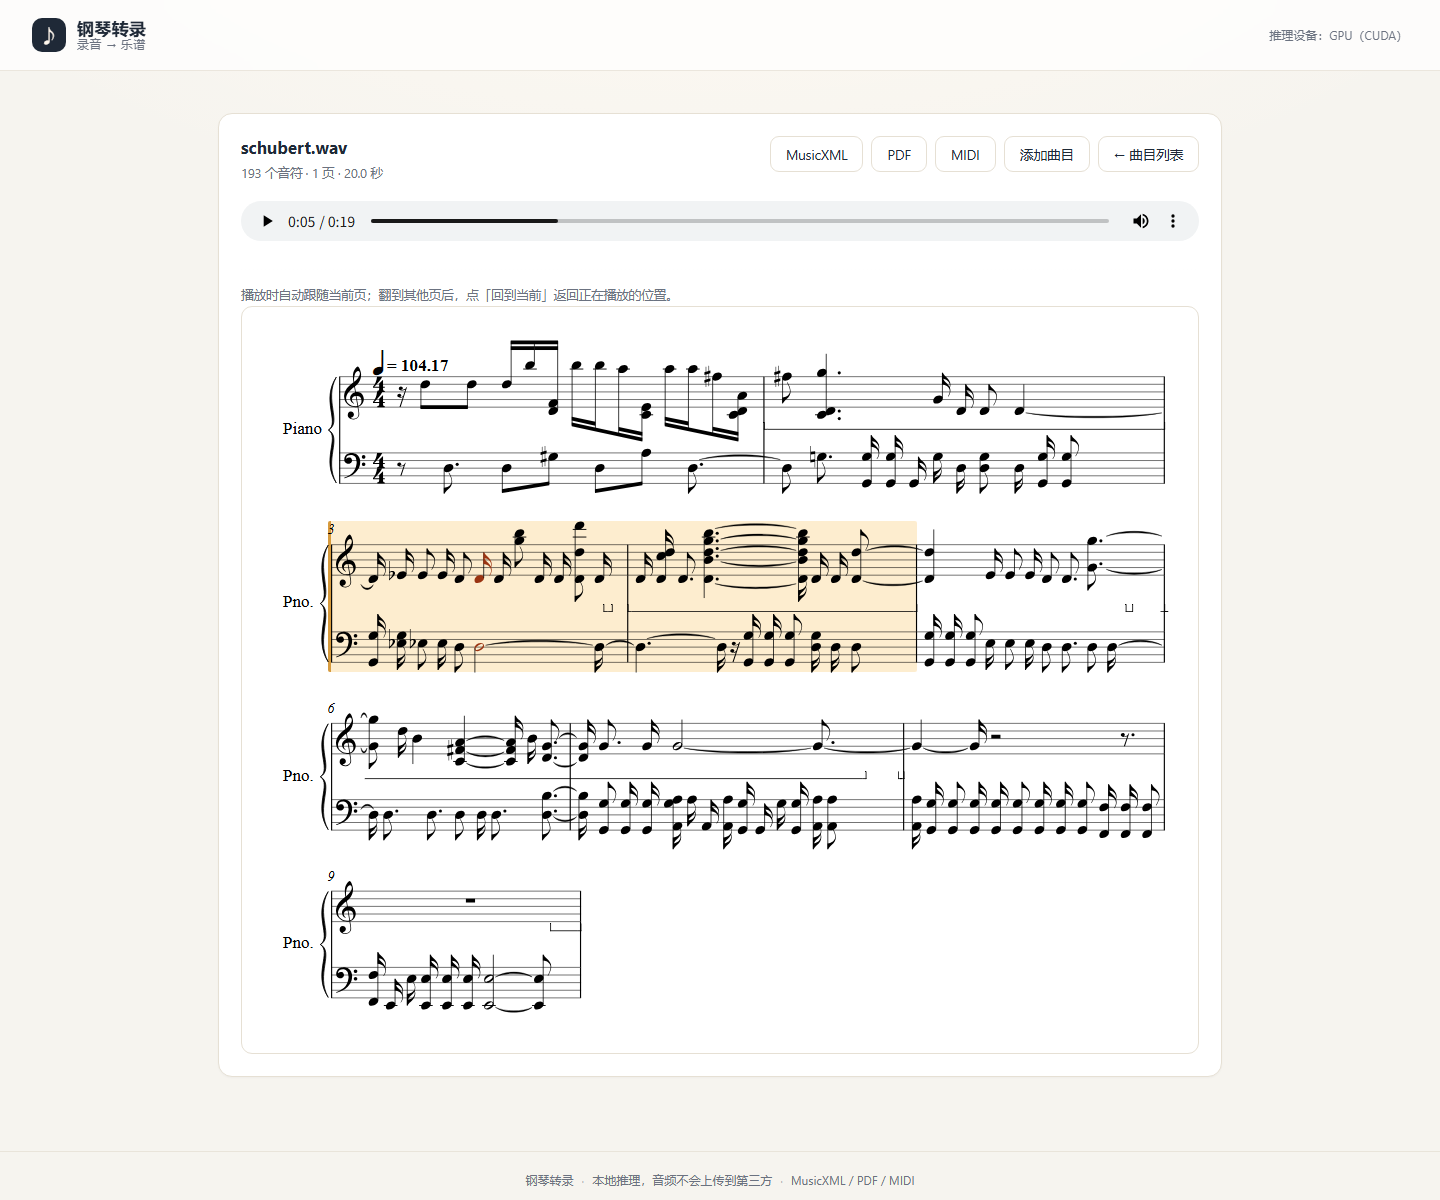 钢琴转录
录音 → 乐谱
推理设备：GPU（CUDA）
schubert.wav
193 个音符 · 1 页 · 20.0 秒
MusicXML
PDF
MIDI
添加曲目
← 曲目列表
0:05 / 0:19
播放时自动跟随当前页；翻到其他页后，点「回到当前」返回正在播放的位置。
= 104.17
Piano
3
Pno.
6
Pno.
9
Pno.
钢琴转录 · 本地推理，音频不会上传到第三方 · MusicXML / PDF / MIDI